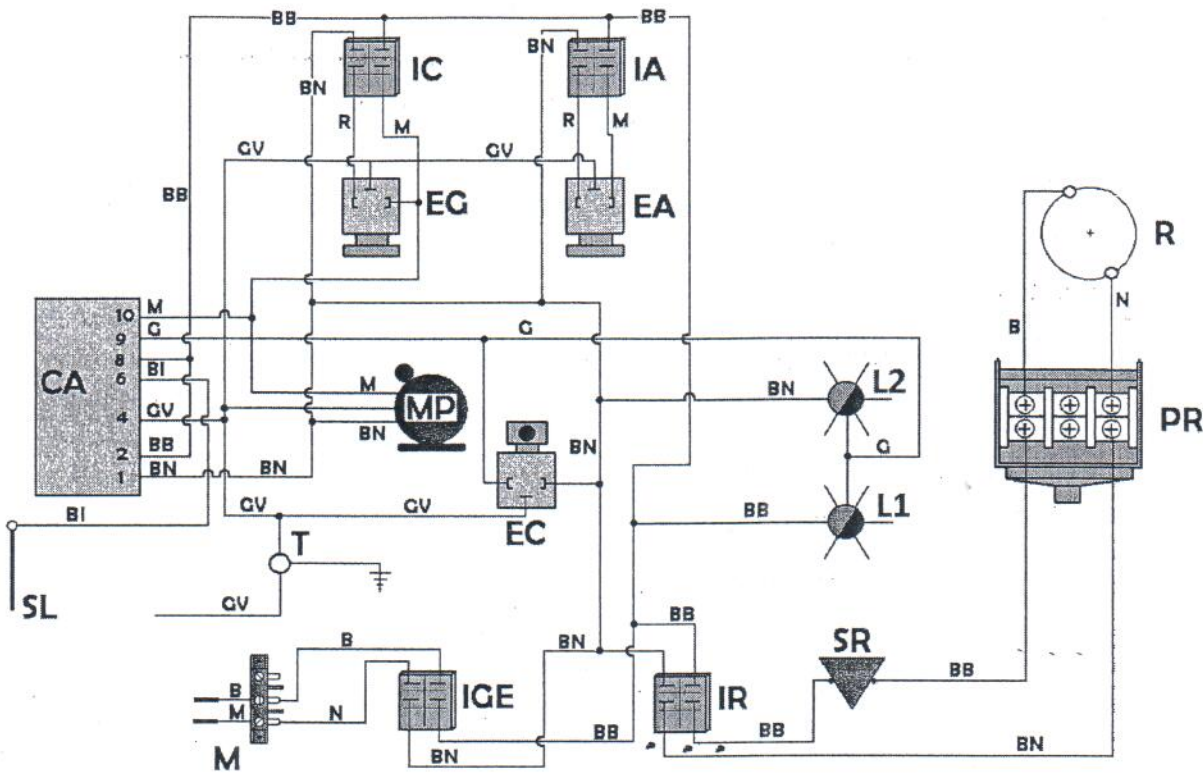 BB BB
BN IC BN IA
BN
R M R M
GV GV
BB EG EA R
N
B
10 M
9 G G
8
CA 6 BI
M BN L2
MP PR
4 GV
BN BN G
2 BB
1 BN BN
BI GV GV BB L1
EC
T
SL GV
B BN BB SR
BB
B IGE IR
M N BB BB
M BN BN